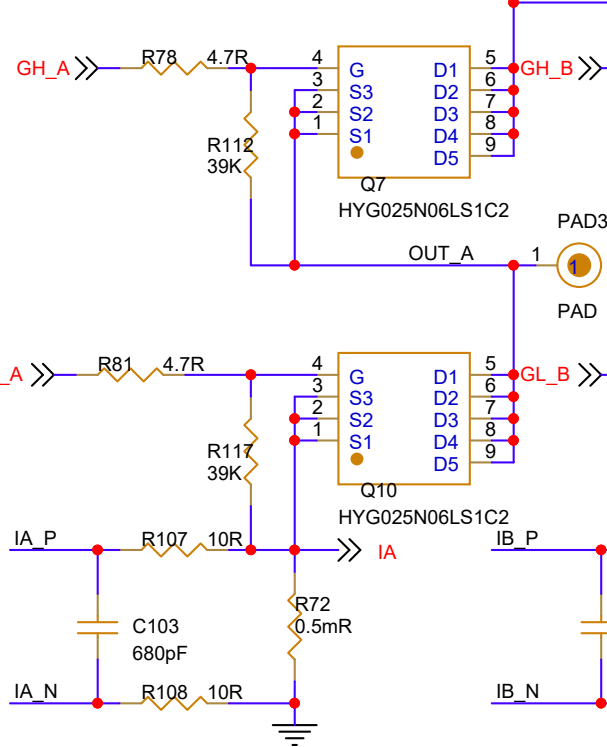 GH_A
R78 4.7R
4 G D1 5
3 S3 D2 6
2 S2 D3 7
1 S1 D4 8
D5 9
GH_B
R112
39K
Q7
HYG025N06LS1C2
OUT_A
PAD3
1 1
PAD
_A
R81 4.7R
4 G D1 5
3 S3 D2 6
2 S2 D3 7
1 S1 D4 8
D5 9
GL_B
R117
39K
Q10
HYG025N06LS1C2
IA_P
R107 10R
IA
IB_P
C103
680pF
R72
0.5mR
IA_N
R108 10R
IB_N